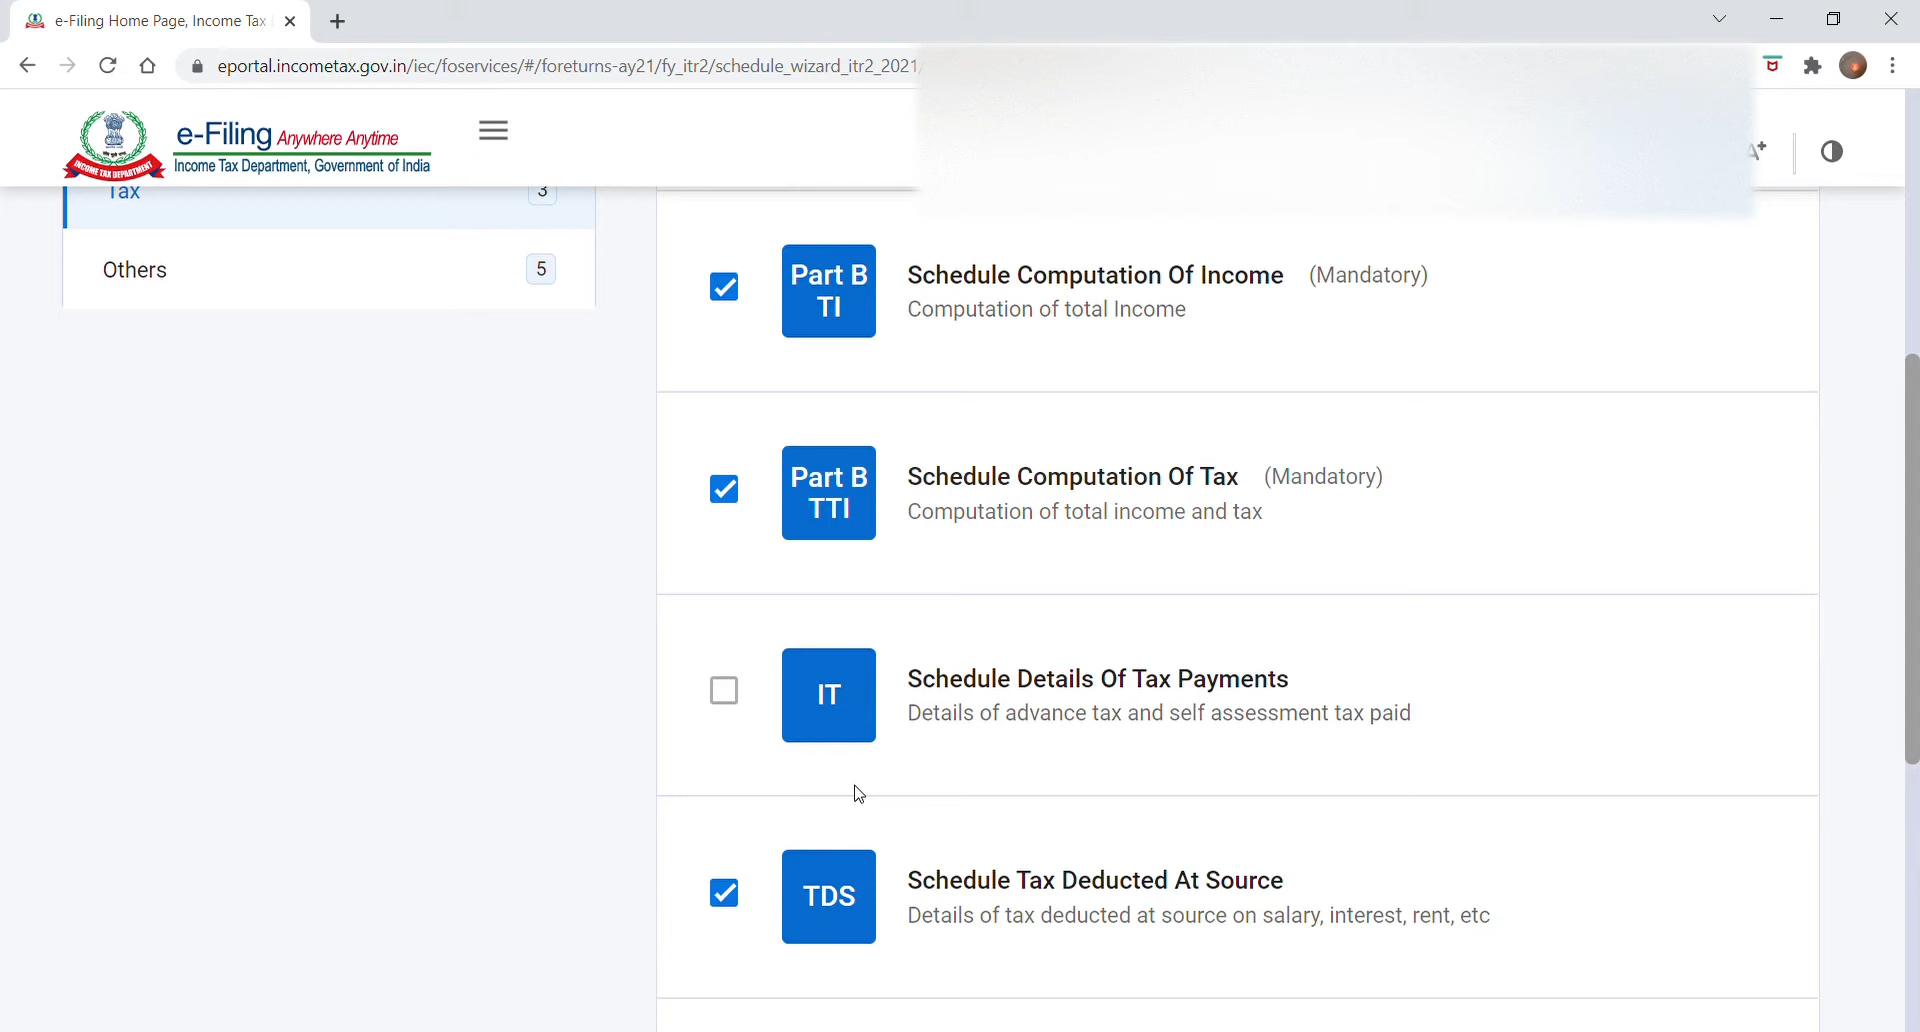 e-Filing Home Page, Income Tax
eportal.incometax.gov.in/iec/foservices/#/foreturns-ay21/fy_itr2/schedule_wizard_itr2_2021/
INCOME TAX DEPARTMENT
e-Filing Anywhere Anytime
Income Tax Department, Government of India
A+
Tax 3
Others 5
Part B
TI
Schedule Computation Of Income (Mandatory)
Computation of total Income
Part B
TTI
Schedule Computation Of Tax (Mandatory)
Computation of total income and tax
IT
Schedule Details Of Tax Payments
Details of advance tax and self assessment tax paid
TDS
Schedule Tax Deducted At Source
Details of tax deducted at source on salary, interest, rent, etc